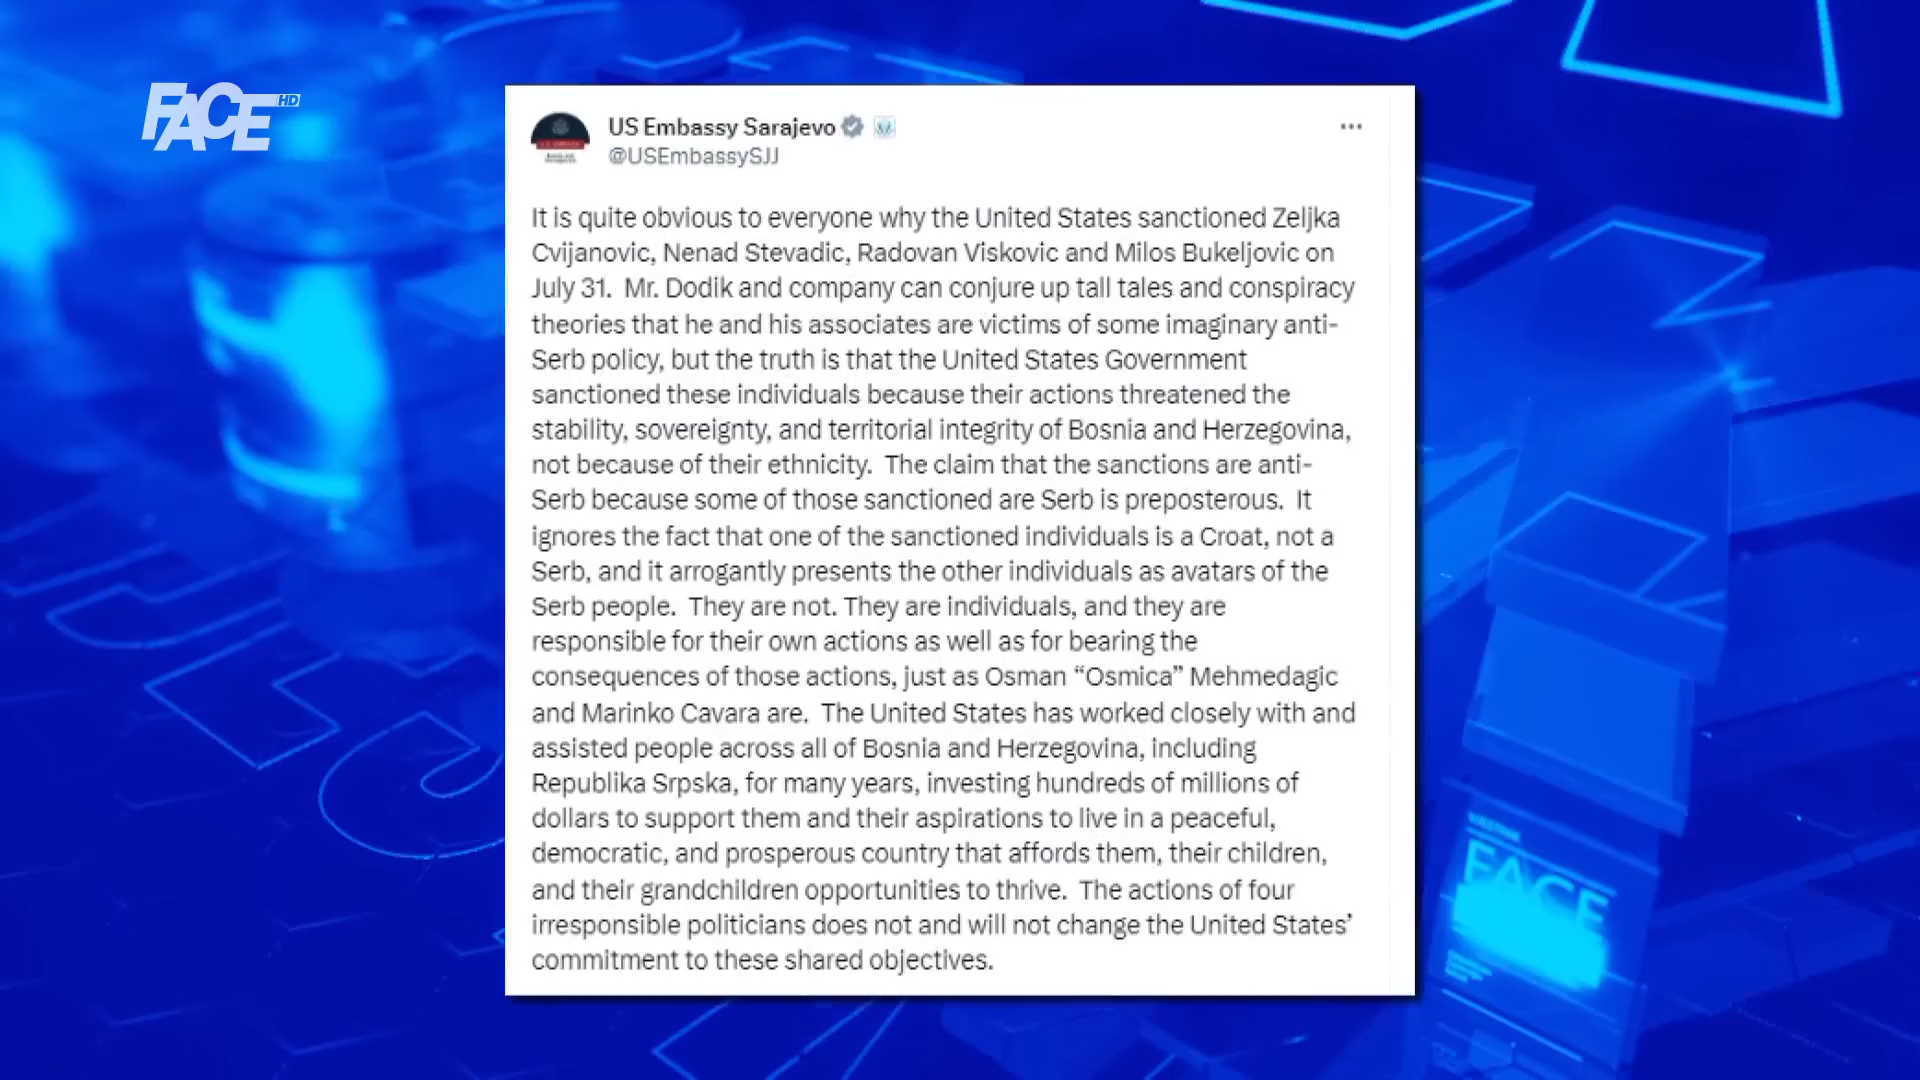 FACE HD
US Embassy Sarajevo
@USEmbassySJJ
It is quite obvious to everyone why the United States sanctioned Zeljka
Cvijanovic, Nenad Stevadic, Radovan Viskovic and Milos Bukeljovic on
July 31.  Mr. Dodik and company can conjure up tall tales and conspiracy
theories that he and his associates are victims of some imaginary anti-
Serb policy, but the truth is that the United States Government
sanctioned these individuals because their actions threatened the
stability, sovereignty, and territorial integrity of Bosnia and Herzegovina,
not because of their ethnicity.  The claim that the sanctions are anti-
Serb because some of those sanctioned are Serb is preposterous.  It
ignores the fact that one of the sanctioned individuals is a Croat, not a
Serb, and it arrogantly presents the other individuals as avatars of the
Serb people.  They are not. They are individuals, and they are
responsible for their own actions as well as for bearing the
consequences of those actions, just as Osman “Osmica” Mehmedagic
and Marinko Cavara are.  The United States has worked closely with and
assisted people across all of Bosnia and Herzegovina, including
Republika Srpska, for many years, investing hundreds of millions of
dollars to support them and their aspirations to live in a peaceful,
democratic, and prosperous country that affords them, their children,
and their grandchildren opportunities to thrive.  The actions of four
irresponsible politicians does not and will not change the United States’
commitment to these shared objectives.
FACE